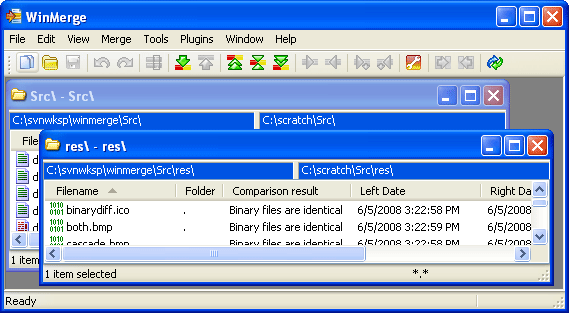 WinMerge
File Edit View Merge Tools Plugins Window Help
Src\ - Src\
C:\svnwksp\winmerge\Src\ C:\scratch\Src\
res\ - res\
C:\svnwksp\winmerge\Src\res\ C:\scratch\Src\res\
Filename Folder Comparison result Left Date Right Da
binarydiff.ico . Binary files are identical 6/5/2008 3:22:58 PM 6/5/2008
both.bmp . Binary files are identical 6/5/2008 3:22:59 PM 6/5/2008
cascade.bmp . Binary files are identical 6/5/2008 3:22:58 PM 6/5/2008
1 item selected *.*
File
d
d
d
d
1 item
Ready